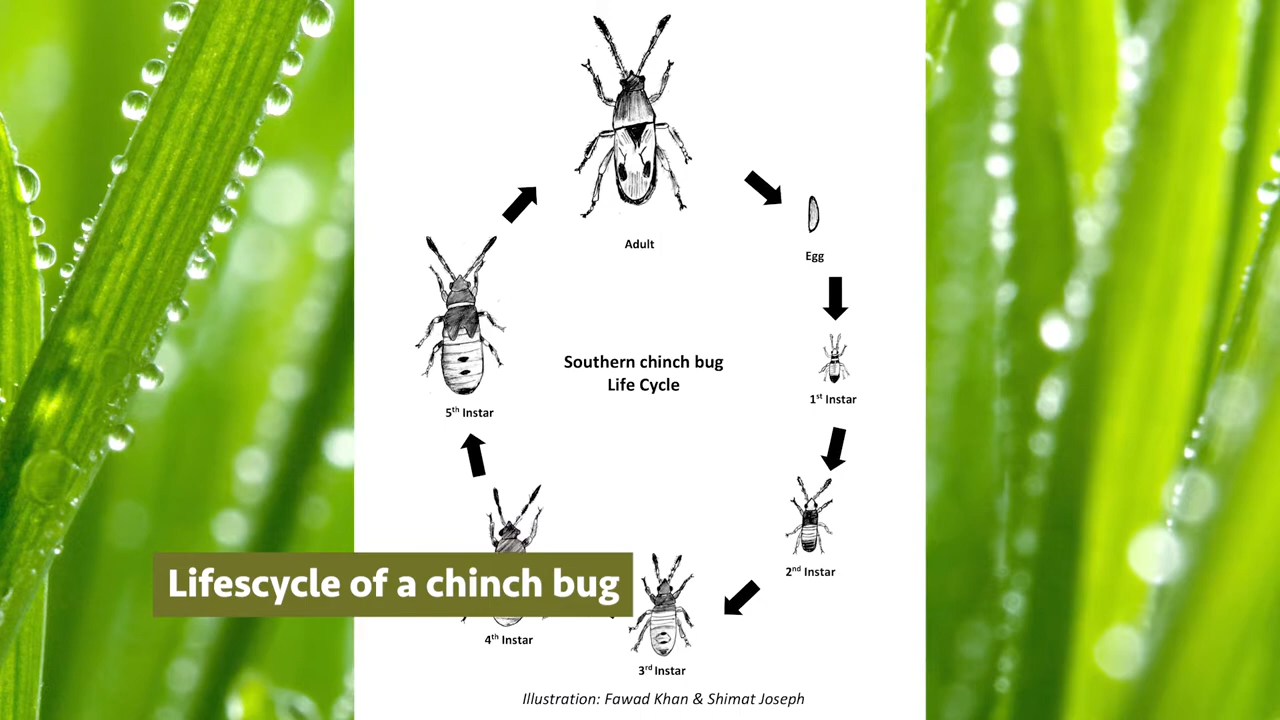 Adult
Egg
Southern chinch bug
Life Cycle
1st Instar
5th Instar
2nd Instar
Lifescycle of a chinch bug
4th Instar
3rd Instar
Illustration: Fawad Khan & Shimat Joseph